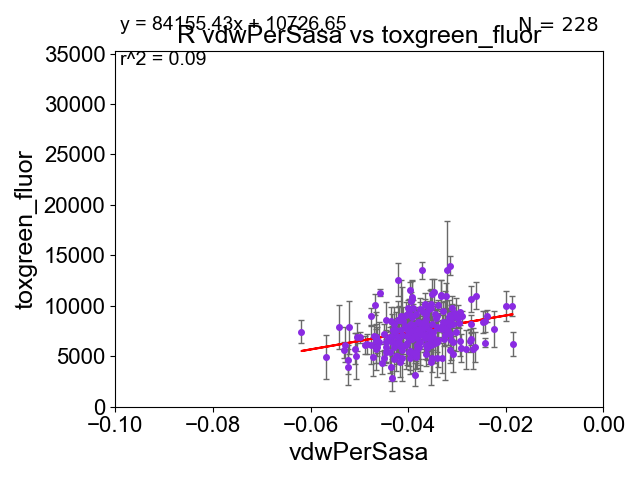 y = 84155.43x + 10726.65
N = 228
R vdwPerSasa vs toxgreen_fluor
r^2 = 0.09
35000
30000
25000
20000
15000
10000
5000
0
toxgreen_fluor
−0.10 −0.08 −0.06 −0.04 −0.02 0.00
vdwPerSasa